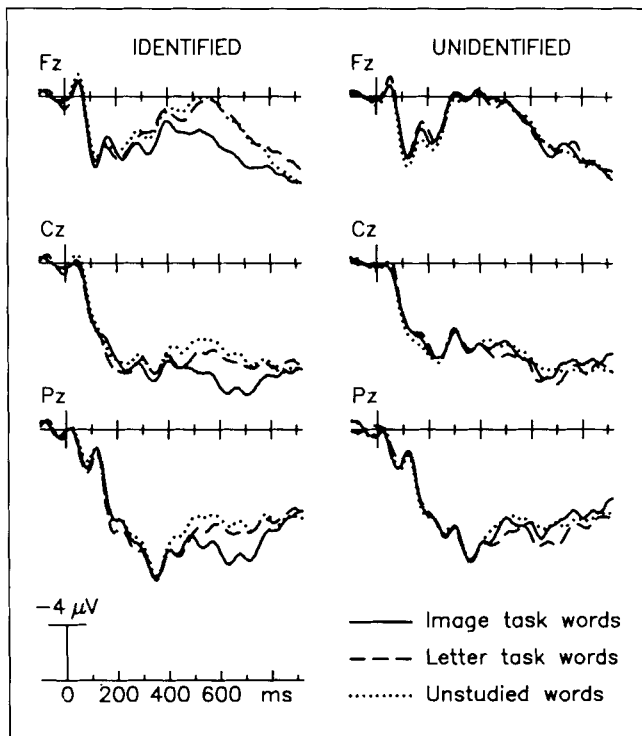 IDENTIFIED UNIDENTIFIED
Fz Fz
Cz Cz
Pz Pz
−4 μV
0 200 400 600 ms
Image task words
Letter task words
Unstudied words